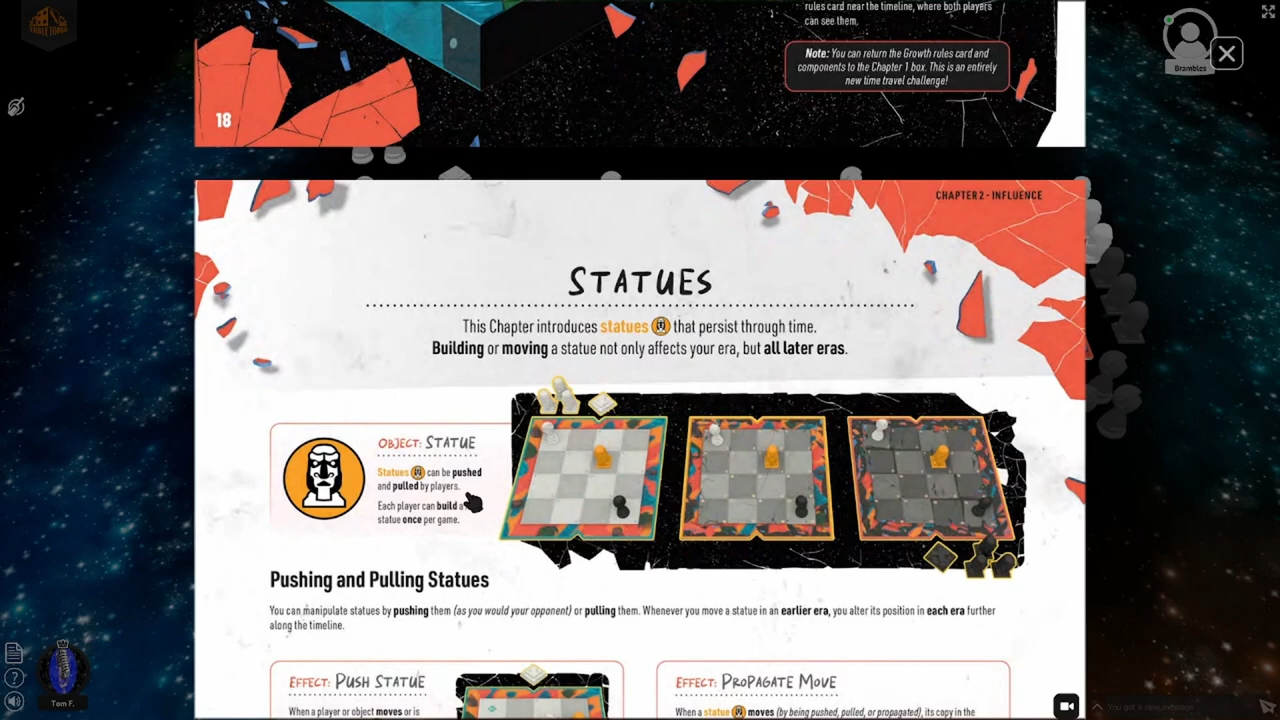 rules card near the timeline, where both players
can see them.
Note: You can return the Growth rules card and
components to the Chapter 1 box. This is an entirely
new time travel challenge!
TABLETOPIA
Brambles
18
CHAPTER 2 - INFLUENCE
STATUES
This Chapter introduces statues that persist through time.
Building or moving a statue not only affects your era, but all later eras.
OBJECT: STATUE
Statues can be pushed
and pulled by players.
Each player can build a
statue once per game.
Pushing and Pulling Statues
You can manipulate statues by pushing them (as you would your opponent) or pulling them. Whenever you move a statue in an earlier era, you alter its position in each era further
along the timeline.
EFFECT: PUSH STATUE
When a player or object moves or is
EFFECT: PROPAGATE MOVE
When a statue moves (by being pushed, pulled, or propagated), its copy in the
Tom F.
You got a new message